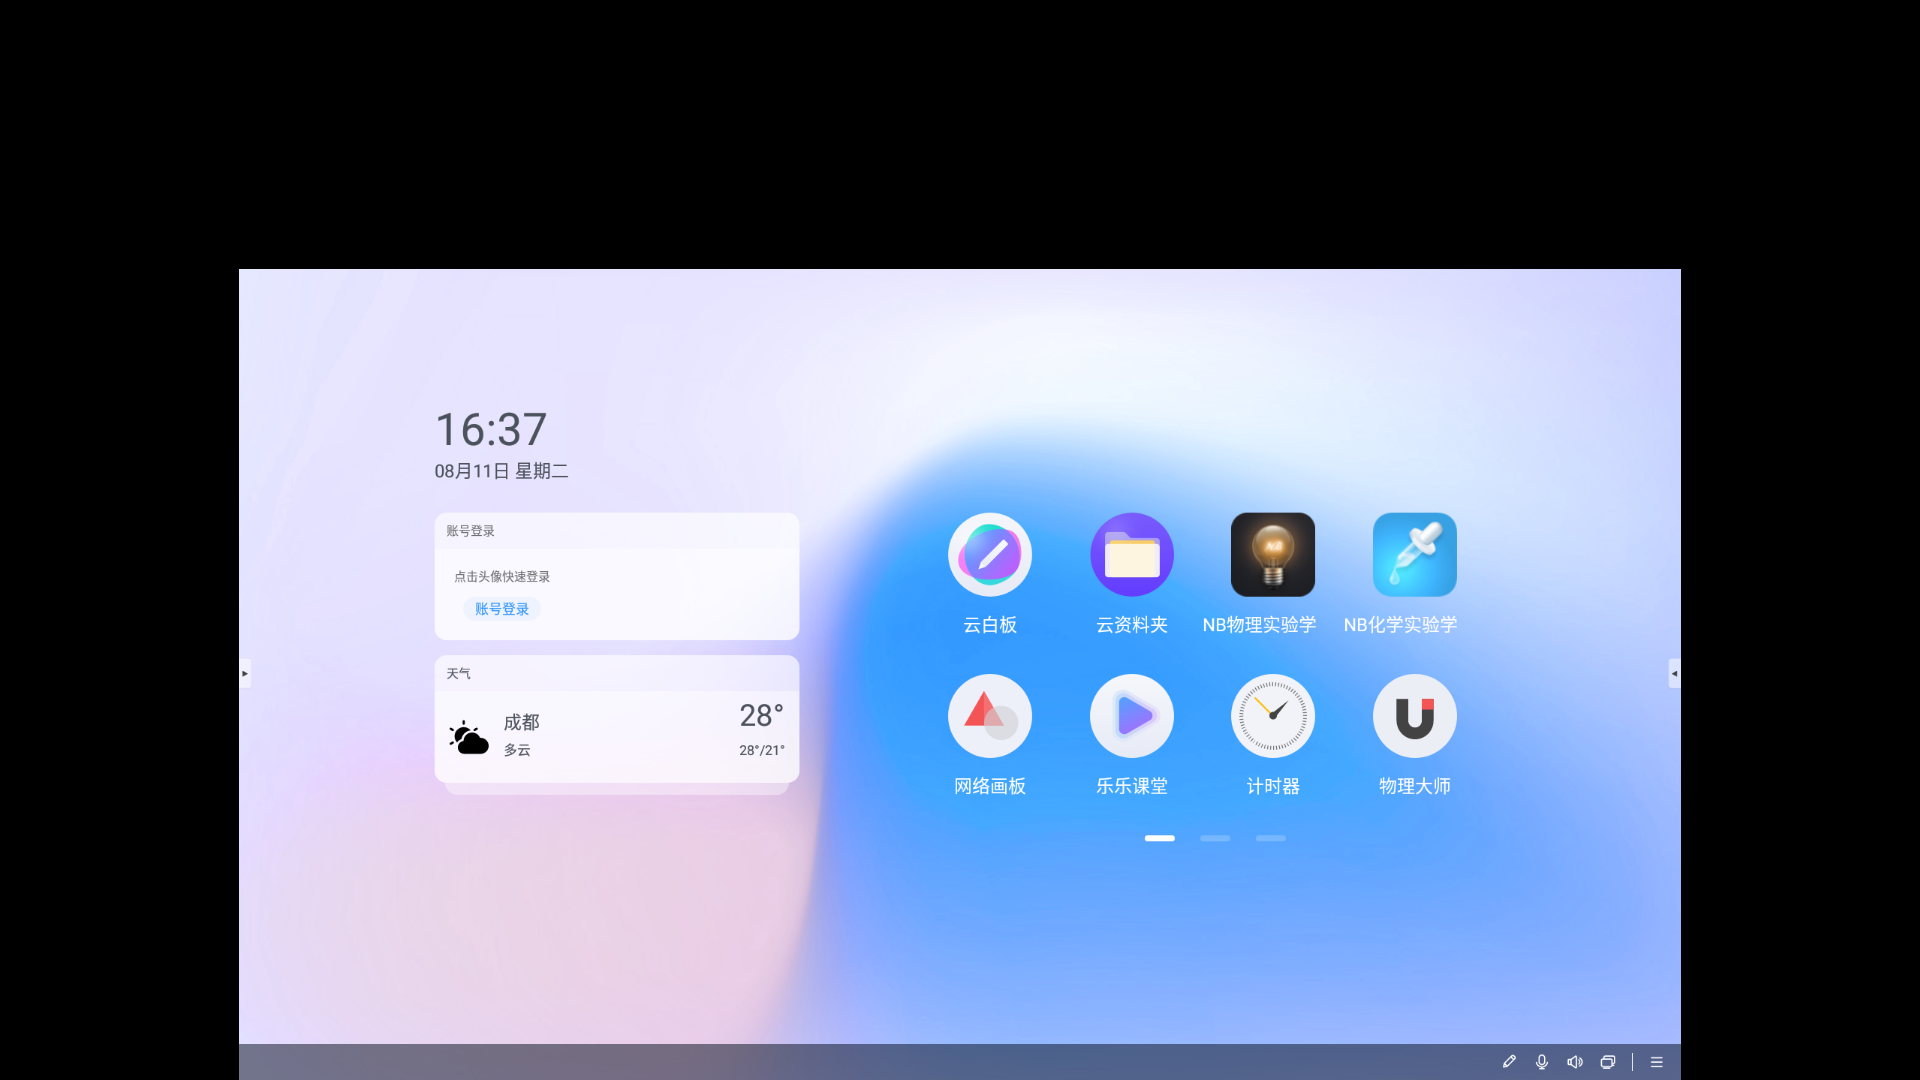 16:37
08月11日 星期二
账号登录
点击头像快速登录
账号登录
天气
成都
多云
28°
28°/21°
NB
云白板
云资料夹
NB物理实验学
NB化学实验学
网络画板
乐乐课堂
计时器
物理大师